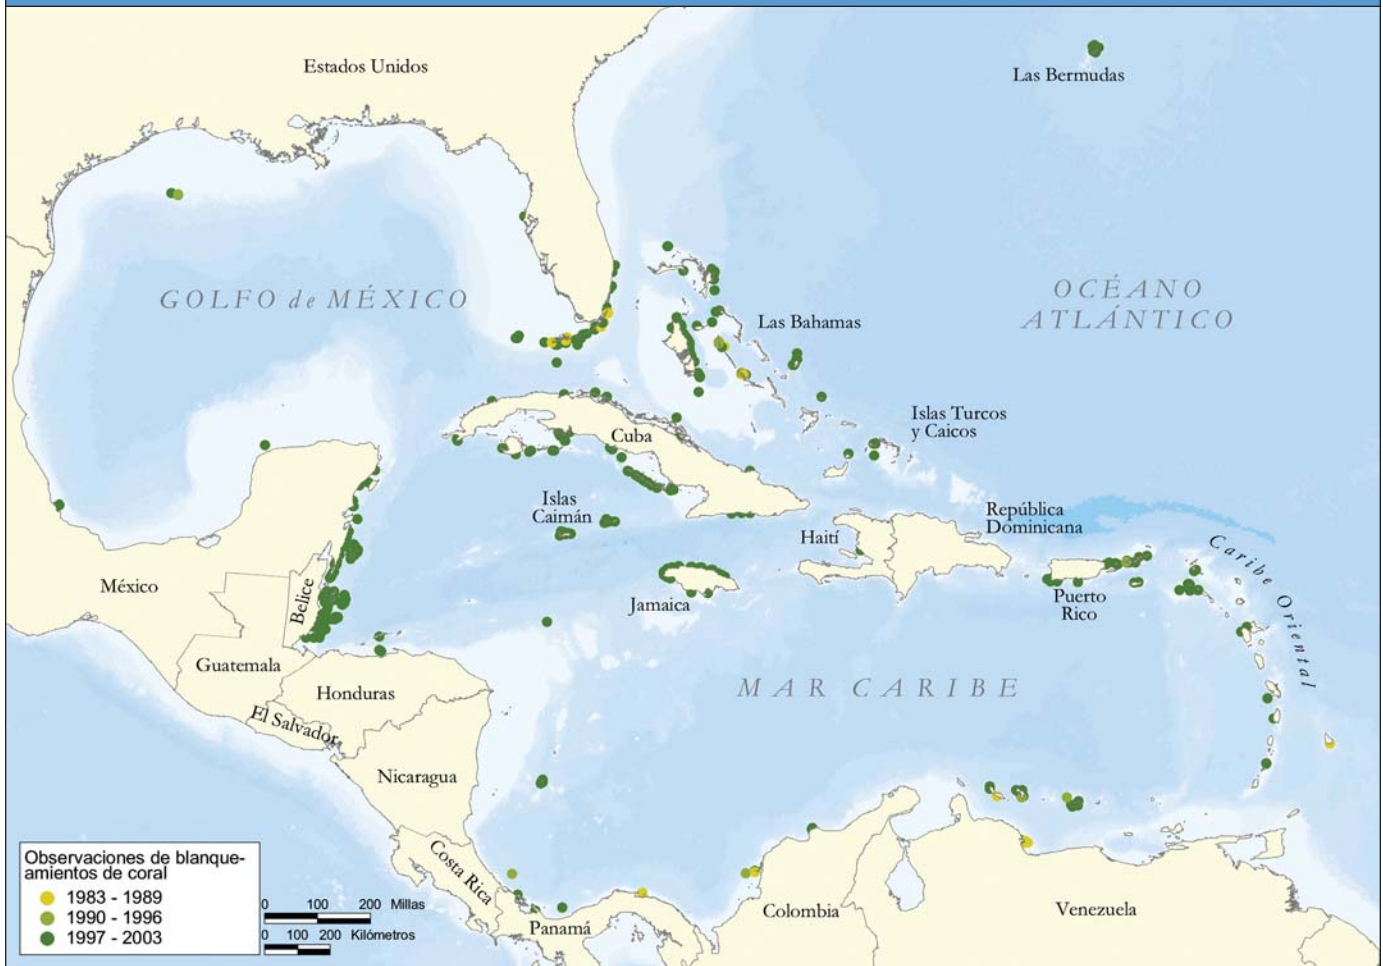 Estados Unidos
Las Bermudas
GOLFO de MÉXICO
OCÉANO
ATLÁNTICO
Las Bahamas
Islas Turcos
y Caicos
Cuba
Islas
Caimán
República
Dominicana
Haití
Caribe Oriental
México
Belice
Jamaica
Puerto
Rico
Guatemala
Honduras
MAR CARIBE
El Salvador
Nicaragua
Costa Rica
Panamá
Colombia
Venezuela
Observaciones de blanque-
amientos de coral
1983 - 1989
1990 - 1996
1997 - 2003
0 100 200 Millas
0 100 200 Kilómetros